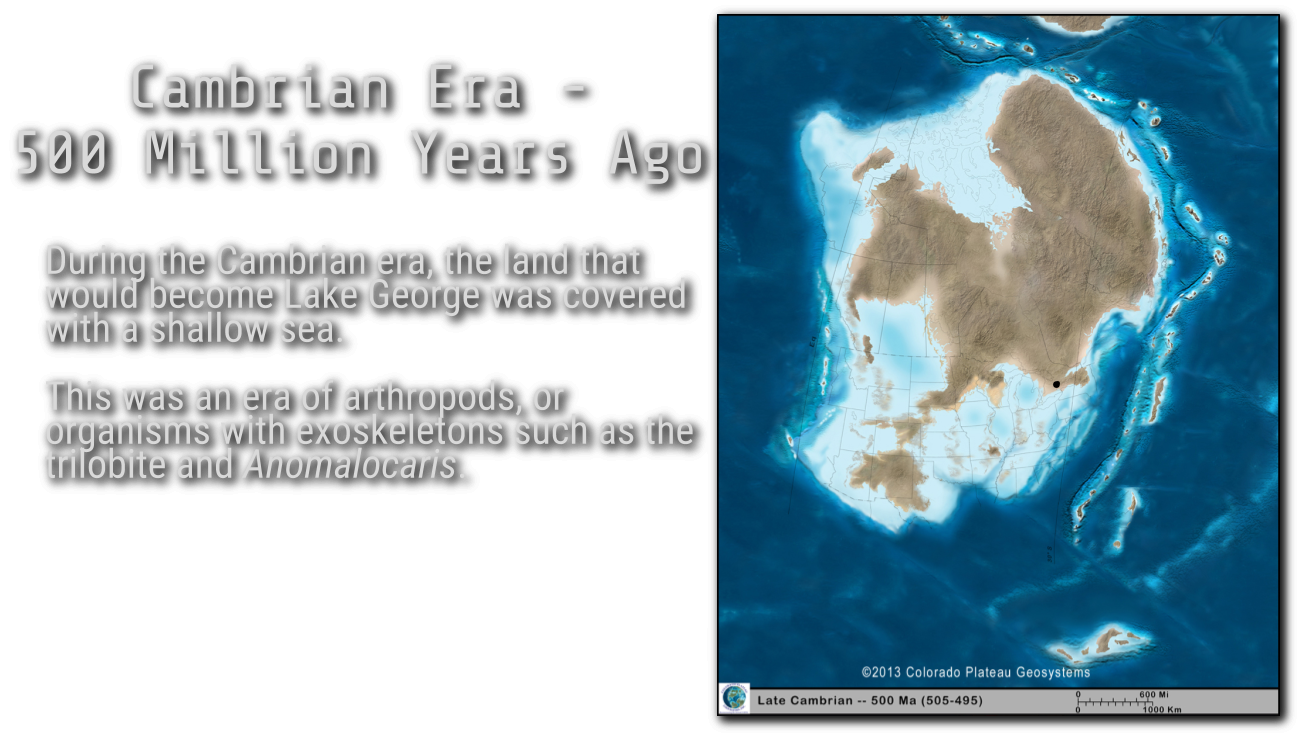 Cambrian Era -
500 Million Years Ago
During the Cambrian era, the land that
would become Lake George was covered
with a shallow sea.
This was an era of arthropods, or
organisms with exoskeletons such as the
trilobite and Anomalocaris.
©2013 Colorado Plateau Geosystems
Late Cambrian -- 500 Ma (505-495)
0 600 Mi
0 1000 Km